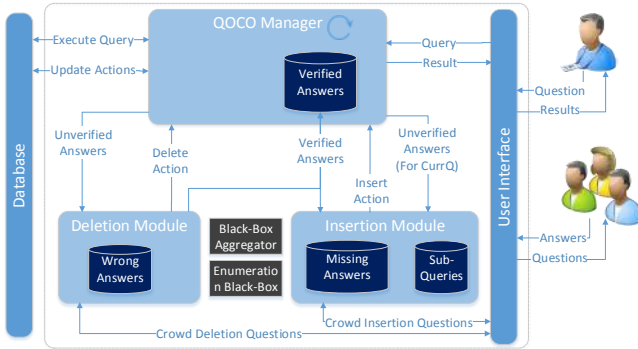 QOCO Manager
Execute Query
Update Actions
Verified
Answers
Query
Result
Question
Results
Unverified
Answers
Delete
Action
Verified
Answers
Insert
Action
Unverified
Answers
(For CurrQ)
Database
User Interface
Deletion Module
Wrong
Answers
Black-Box
Aggregator
Enumeratio
n Black-Box
Insertion Module
Missing
Answers
Sub-
Queries
Answers
Questions
Crowd Insertion Questions
Crowd Deletion Questions